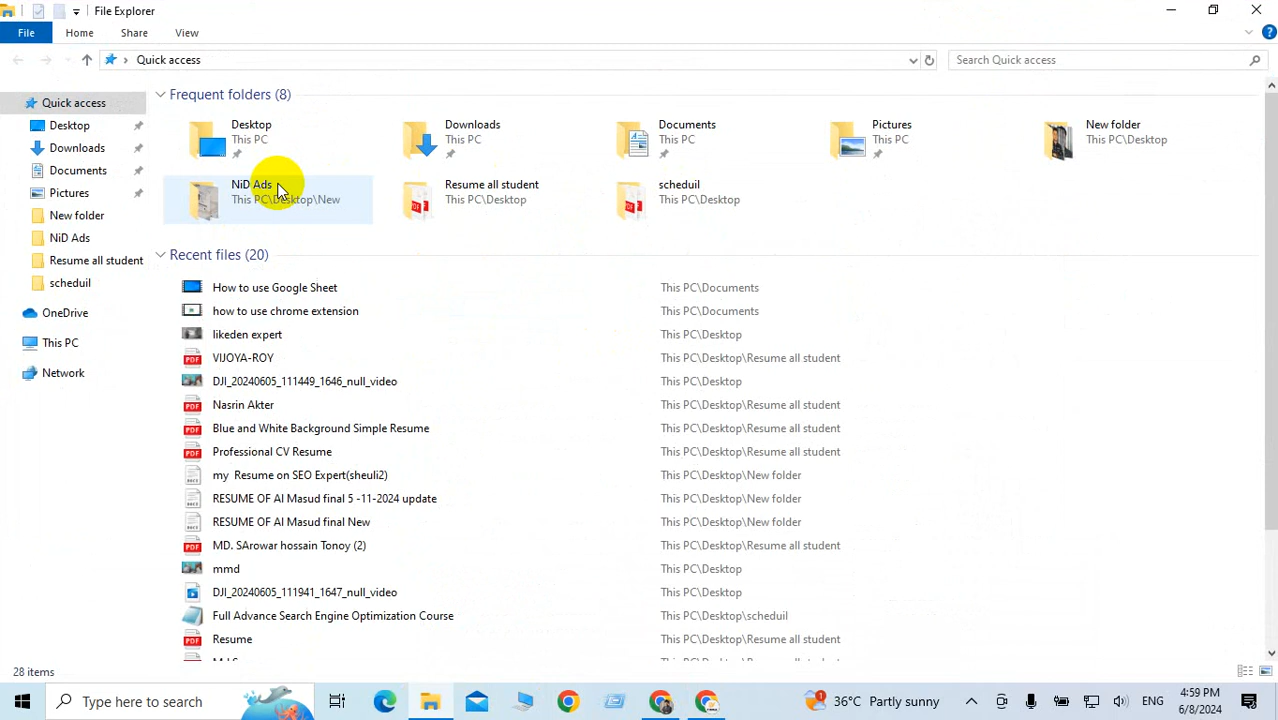 File Explorer
File Home Share View
Quick access
Search Quick access
Quick access
Desktop
Downloads
Documents
Pictures
New folder
NiD Ads
Resume all student
scheduil
OneDrive
This PC
Network
Frequent folders (8)
Desktop
This PC
Downloads
This PC
Documents
This PC
Pictures
This PC
New folder
This PC\Desktop
NiD Ads
This PC\Desktop\New
Resume all student
This PC\Desktop
scheduil
This PC\Desktop
Recent files (20)
How to use Google Sheet This PC\Documents
how to use chrome extension This PC\Documents
likeden expert This PC\Desktop
VIJOYA-ROY This PC\Desktop\Resume all student
DJI_20240605_111449_1646_null_video This PC\Desktop
Nasrin Akter This PC\Desktop\Resume all student
Blue and White Background Simple Resume This PC\Desktop\Resume all student
Professional CV Resume This PC\Desktop\Resume all student
my Resume on SEO Expert(sheuli2) This PC\Desktop\New folder
RESUME OF Al Masud final 5 -11-2024 update This PC\Desktop\New folder
RESUME OF Al Masud final New This PC\Desktop\New folder
MD. SArowar hossain Tonoy (2) This PC\Desktop\Resume all student
mmd This PC\Desktop
DJI_20240605_111941_1647_null_video This PC\Desktop
Full Advance Search Engine Optimization Course This PC\Desktop\scheduil
Resume This PC\Desktop\Resume all student
28 items
Type here to search
1
36°C Partly sunny
ENG
4:59 PM
6/8/2024